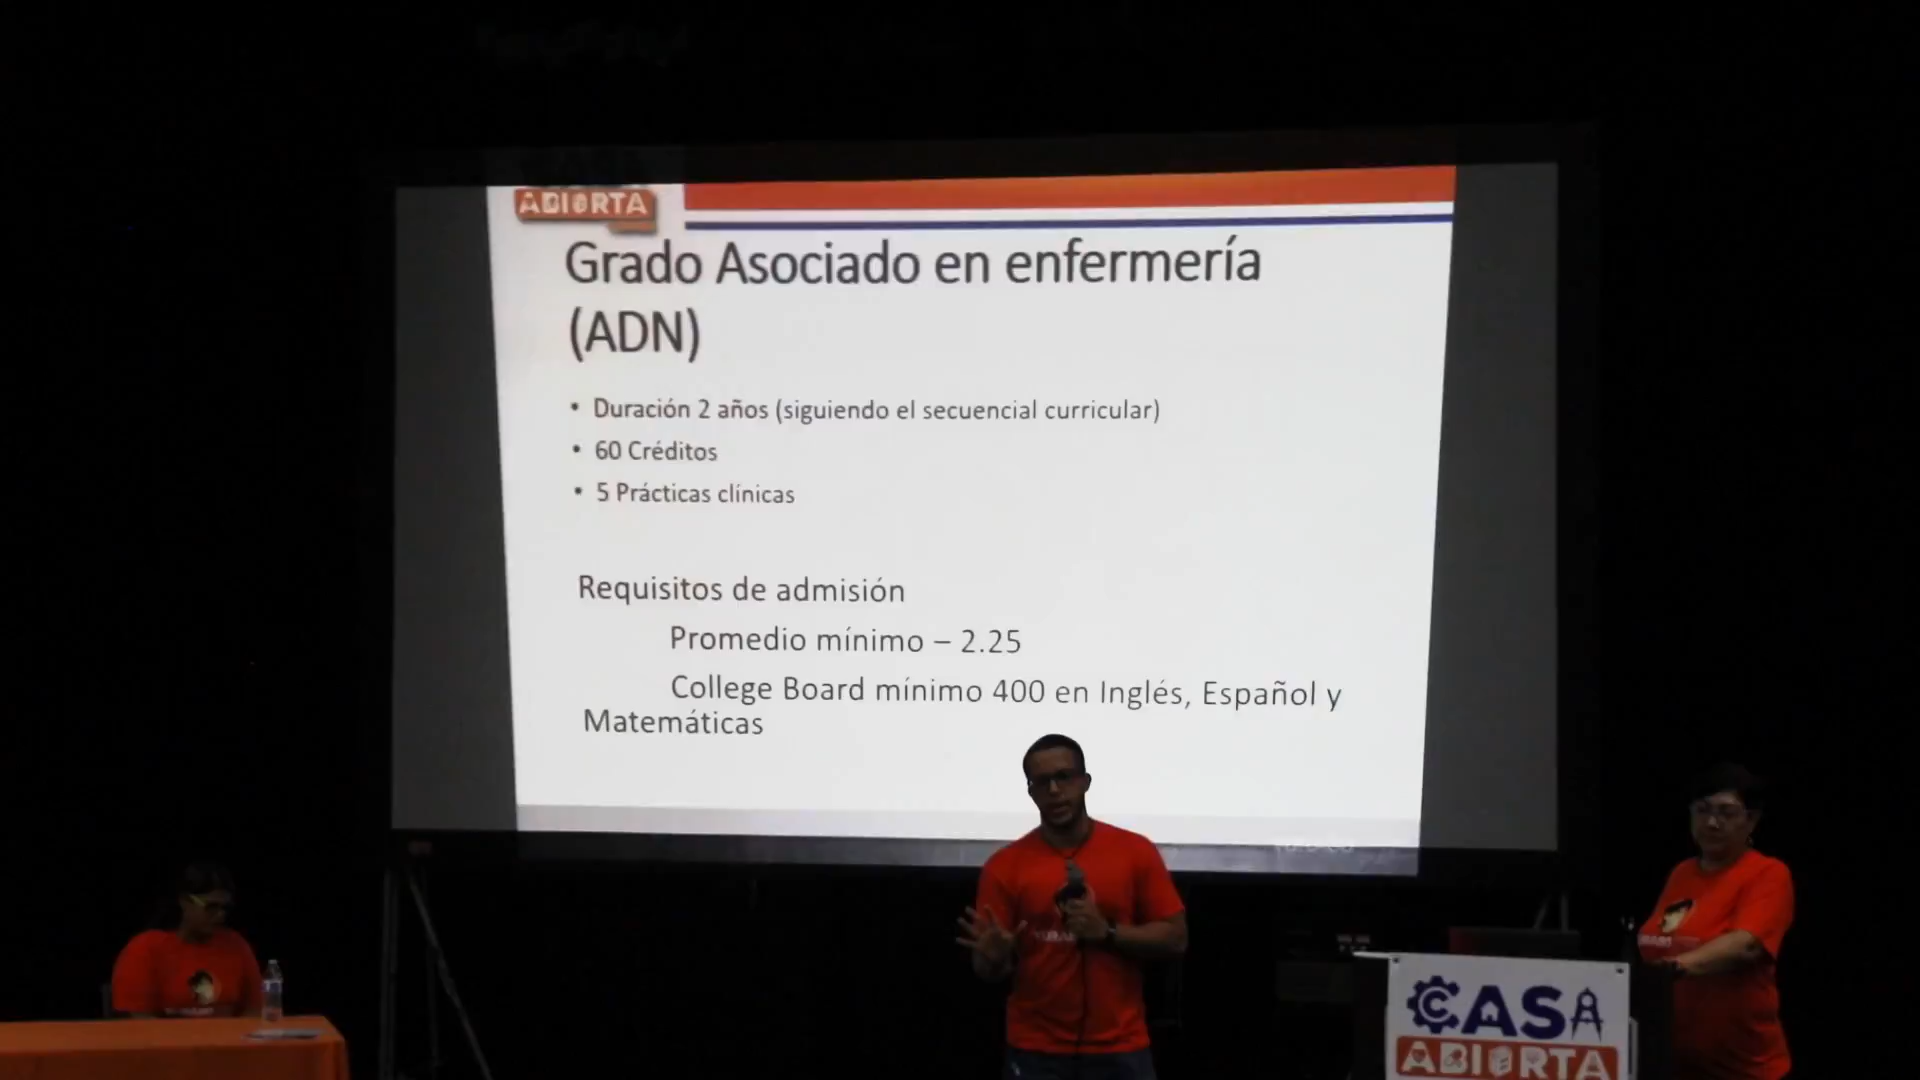 ABIERTA
Grado Asociado en enfermería
(ADN)
• Duración 2 años (siguiendo el secuencial curricular)
• 60 Créditos
• 5 Prácticas clínicas
Requisitos de admisión
Promedio mínimo – 2.25
College Board mínimo 400 en Inglés, Español y
Matemáticas
CASA
ABIERTA